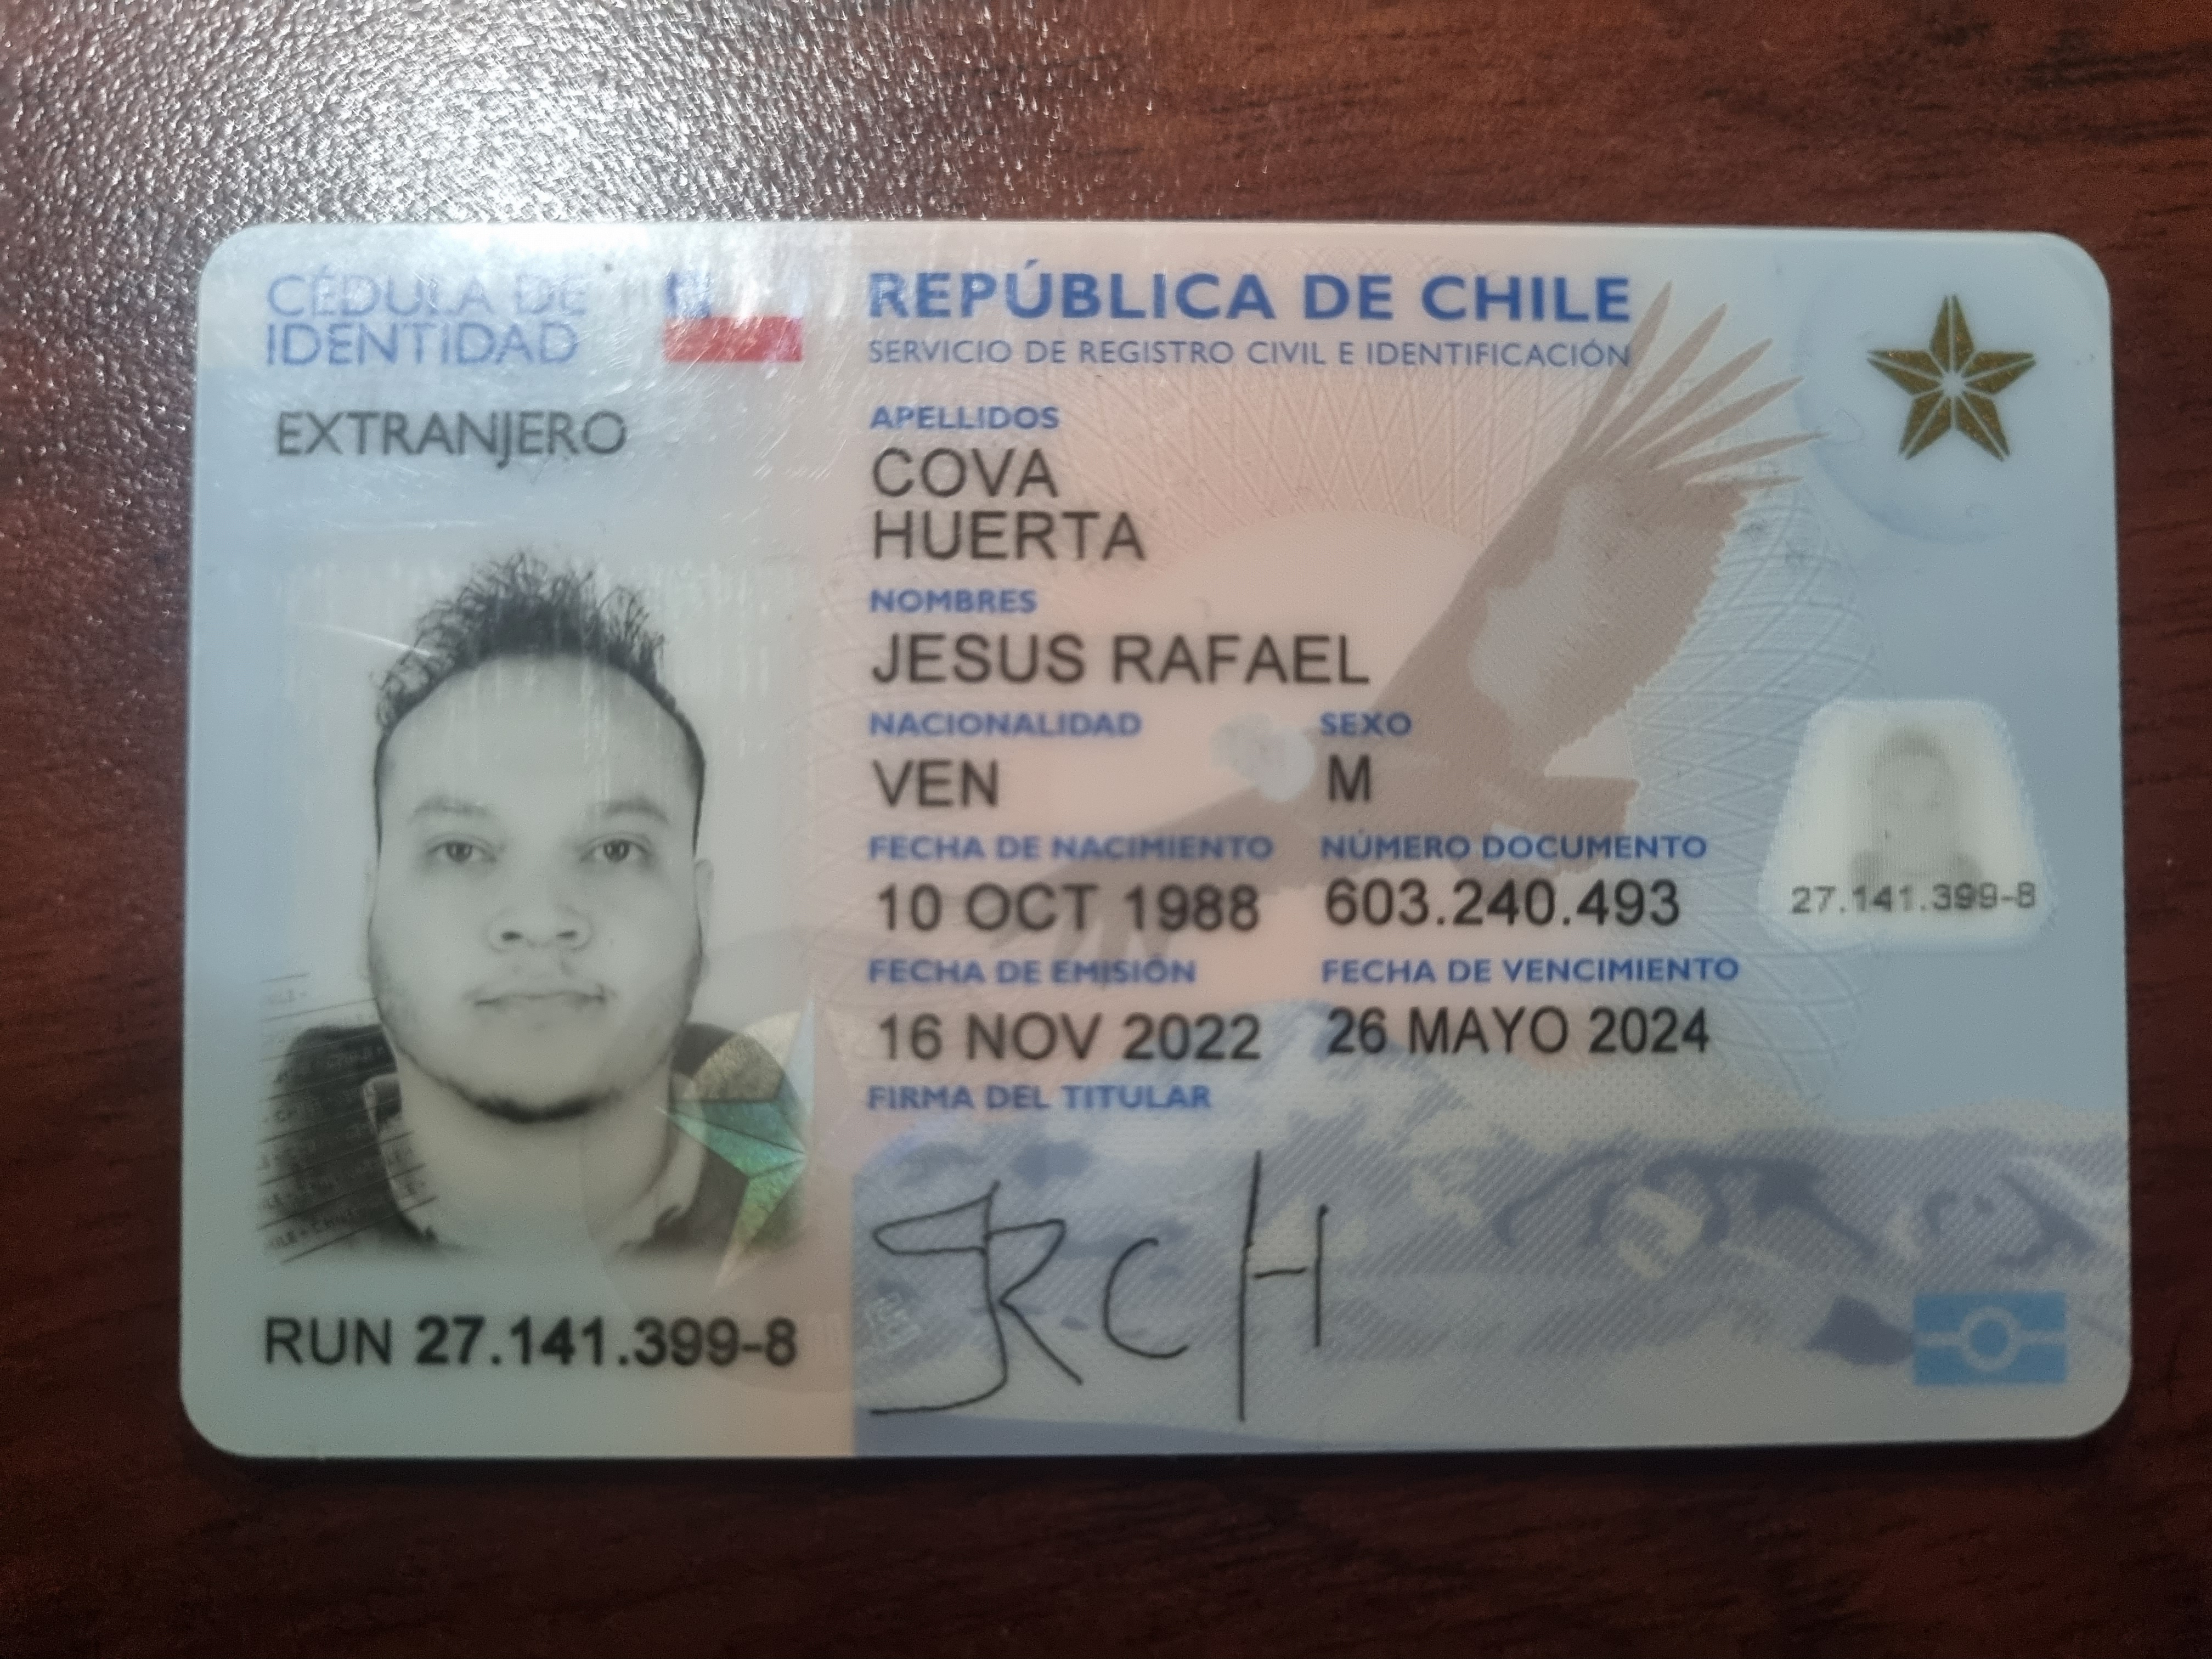 CÉDULA DE
IDENTIDAD
REPÚBLICA DE CHILE
SERVICIO DE REGISTRO CIVIL E IDENTIFICACIÓN
EXTRANJERO
APELLIDOS
COVA
HUERTA
NOMBRES
JESUS RAFAEL
NACIONALIDAD SEXO
VEN M
FECHA DE NACIMIENTO NÚMERO DOCUMENTO
10 OCT 1988 603.240.493
FECHA DE EMISIÓN FECHA DE VENCIMIENTO
16 NOV 2022 26 MAYO 2024
FIRMA DEL TITULAR
JRCH
27.141.399-8
RUN 27.141.399-8